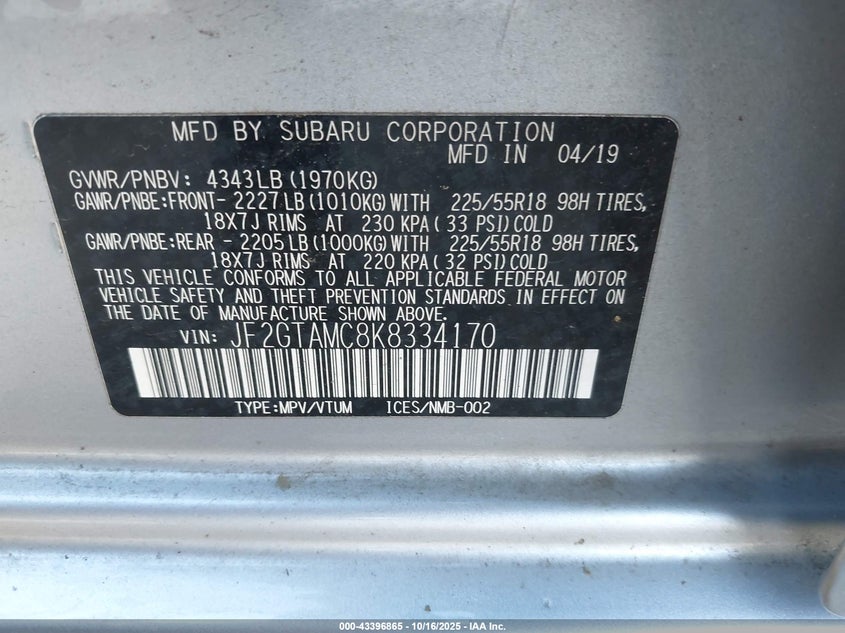 MFD BY SUBARU CORPORATION
MFD IN 04/19
GVWR/PNBV: 4343LB (1970KG)
GAWR/PNBE:FRONT- 2227LB(1010KG)WITH 225/55R18 98H TIRES,
18X7J RIMS AT 230 KPA( 33 PSI)COLD
GAWR/PNBE:REAR - 2205LB(1000KG)WITH 225/55R18 98H TIRES,
18X7J RIMS AT 220 KPA( 32 PSI)COLD
THIS VEHICLE CONFORMS TO ALL APPLICABLE FEDERAL MOTOR
VEHICLE SAFETY AND THEFT PREVENTION STANDARDS IN EFFECT ON
THE DATE OF MANUFACTURE SHOWN ABOVE.
VIN: JF2GTAMC8K8334170
TYPE:MPV/VTUM ICES/NMB-002
000-43396865 - 10/16/2025 - IAA Inc.